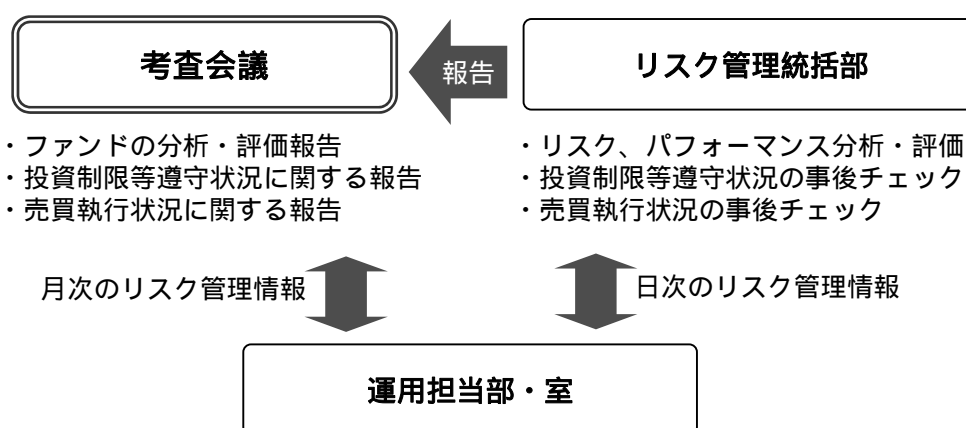 考査会議
報告
リスク管理統括部
・ファンドの分析・評価報告
・投資制限等遵守状況に関する報告
・売買執行状況に関する報告
・リスク、パフォーマンス分析・評価
・投資制限等遵守状況の事後チェック
・売買執行状況の事後チェック
月次のリスク管理情報
日次のリスク管理情報
運用担当部・室